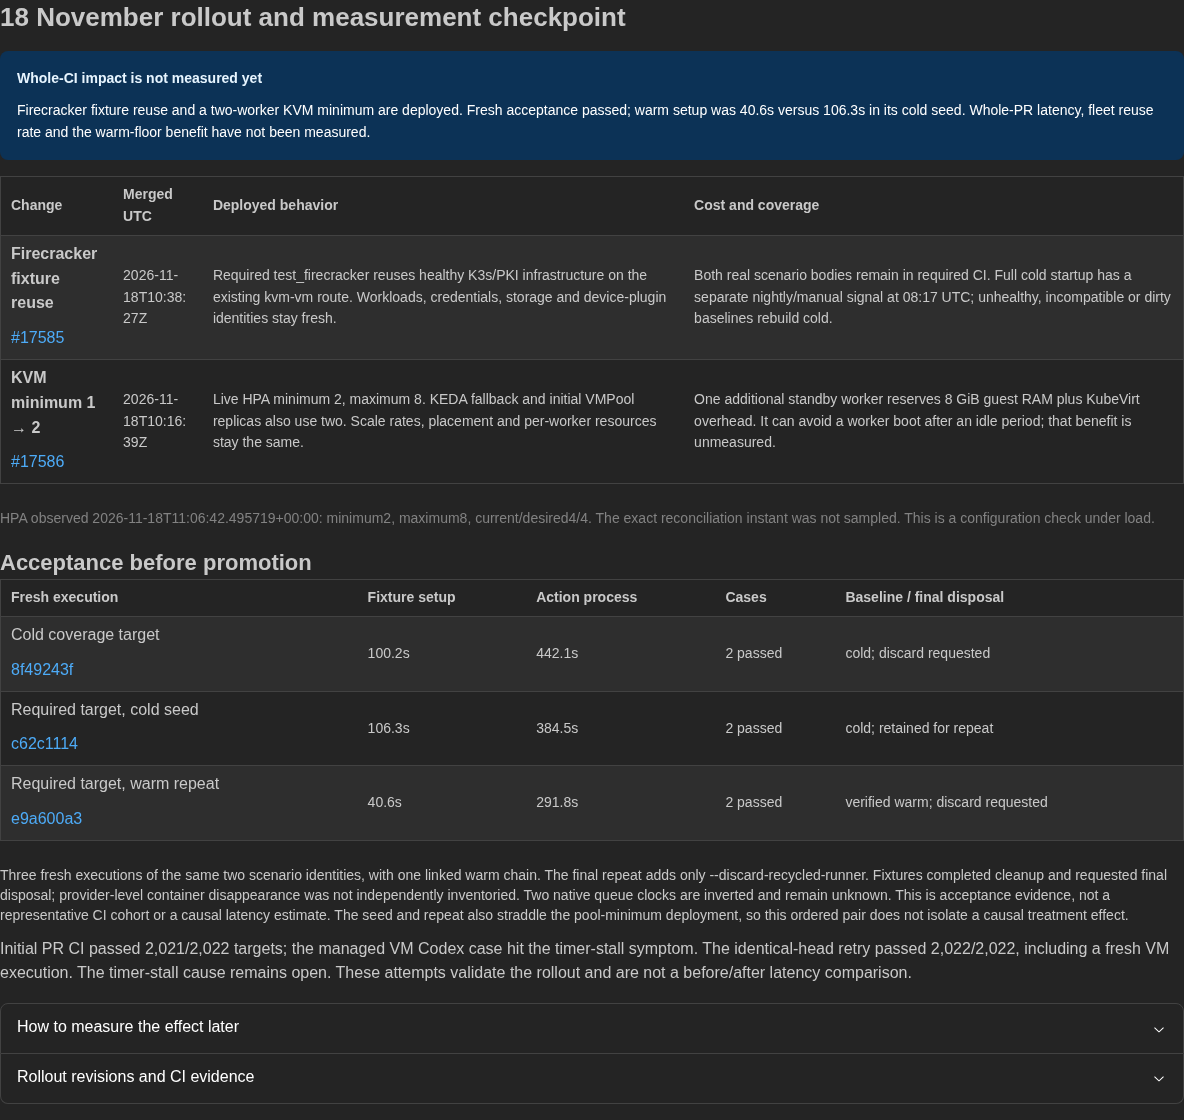 18 November rollout and measurement checkpoint
Whole-CI impact is not measured yet
Firecracker fixture reuse and a two-worker KVM minimum are deployed. Fresh acceptance passed; warm setup was 40.6s versus 106.3s in its cold seed. Whole-PR latency, fleet reuse
rate and the warm-floor benefit have not been measured.
Change
Merged
UTC
Deployed behavior
Cost and coverage
Firecracker
fixture
reuse
#17585
2026-11-
18T10:38:
27Z
Required test_firecracker reuses healthy K3s/PKI infrastructure on the
existing kvm-vm route. Workloads, credentials, storage and device-plugin
identities stay fresh.
Both real scenario bodies remain in required CI. Full cold startup has a
separate nightly/manual signal at 08:17 UTC; unhealthy, incompatible or dirty
baselines rebuild cold.
KVM
minimum 1
→ 2
#17586
2026-11-
18T10:16:
39Z
Live HPA minimum 2, maximum 8. KEDA fallback and initial VMPool
replicas also use two. Scale rates, placement and per-worker resources
stay the same.
One additional standby worker reserves 8 GiB guest RAM plus KubeVirt
overhead. It can avoid a worker boot after an idle period; that benefit is
unmeasured.
HPA observed 2026-11-18T11:06:42.495719+00:00: minimum2, maximum8, current/desired4/4. The exact reconciliation instant was not sampled. This is a configuration check under load.
Acceptance before promotion
Fresh execution
Fixture setup
Action process
Cases
Baseline / final disposal
Cold coverage target
8f49243f
100.2s
442.1s
2 passed
cold; discard requested
Required target, cold seed
c62c1114
106.3s
384.5s
2 passed
cold; retained for repeat
Required target, warm repeat
e9a600a3
40.6s
291.8s
2 passed
verified warm; discard requested
Three fresh executions of the same two scenario identities, with one linked warm chain. The final repeat adds only --discard-recycled-runner. Fixtures completed cleanup and requested final
disposal; provider-level container disappearance was not independently inventoried. Two native queue clocks are inverted and remain unknown. This is acceptance evidence, not a
representative CI cohort or a causal latency estimate. The seed and repeat also straddle the pool-minimum deployment, so this ordered pair does not isolate a causal treatment effect.
Initial PR CI passed 2,021/2,022 targets; the managed VM Codex case hit the timer-stall symptom. The identical-head retry passed 2,022/2,022, including a fresh VM
execution. The timer-stall cause remains open. These attempts validate the rollout and are not a before/after latency comparison.
How to measure the effect later
Rollout revisions and CI evidence